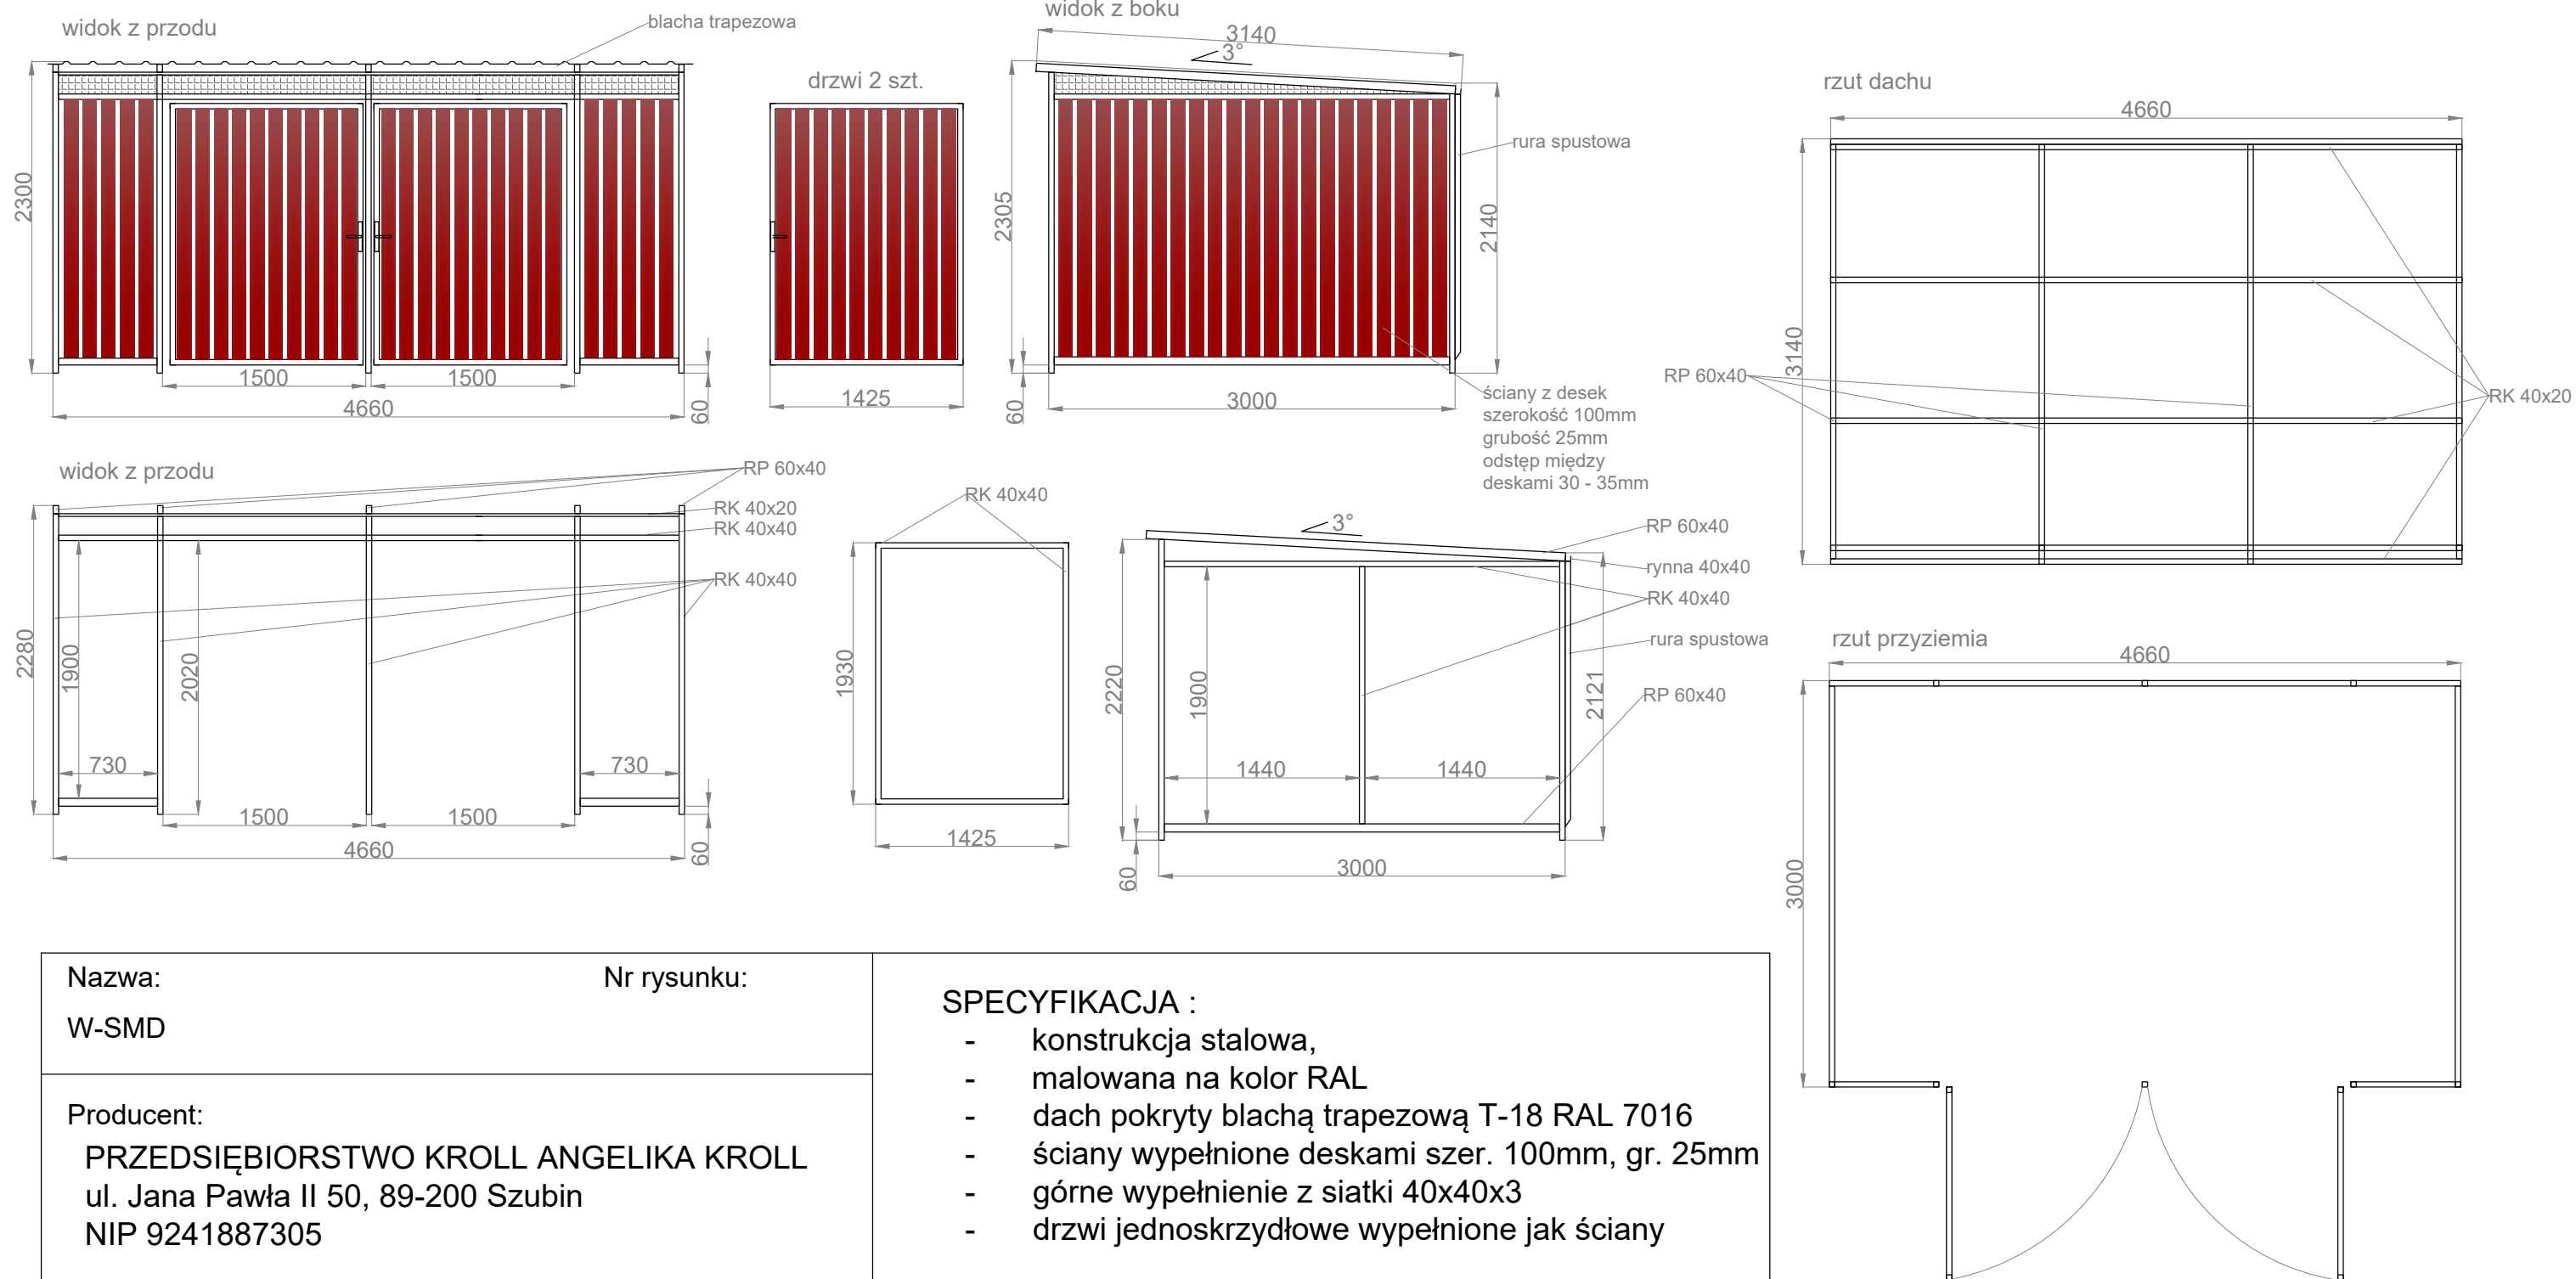 widok z przodu
blacha trapezowa
2300
1500
1500
4660
60
drzwi 2 szt.
1425
widok z boku
3140
3°
2305
2140
rura spustowa
60
3000
ściany z desek
szerokość 100mm
grubość 25mm
odstęp między
deskami 30 - 35mm
rzut dachu
4660
3140
RP 60x40
RK 40x20
widok z przodu
RP 60x40
RK 40x20
RK 40x40
RK 40x40
2280
1900
2020
730
730
1500
1500
4660
60
RK 40x40
1930
1425
3°
RP 60x40
rynna 40x40
RK 40x40
rura spustowa
RP 60x40
2220
1900
2121
1440
1440
60
3000
rzut przyziemia
4660
3000
Nazwa:
Nr rysunku:
W-SMD
Producent:
PRZEDSIĘBIORSTWO KROLL ANGELIKA KROLL
ul. Jana Pawła II 50, 89-200 Szubin
NIP 9241887305
SPECYFIKACJA :
- konstrukcja stalowa,
- malowana na kolor RAL
- dach pokryty blachą trapezową T-18 RAL 7016
- ściany wypełnione deskami szer. 100mm, gr. 25mm
- górne wypełnienie z siatki 40x40x3
- drzwi jednoskrzydłowe wypełnione jak ściany